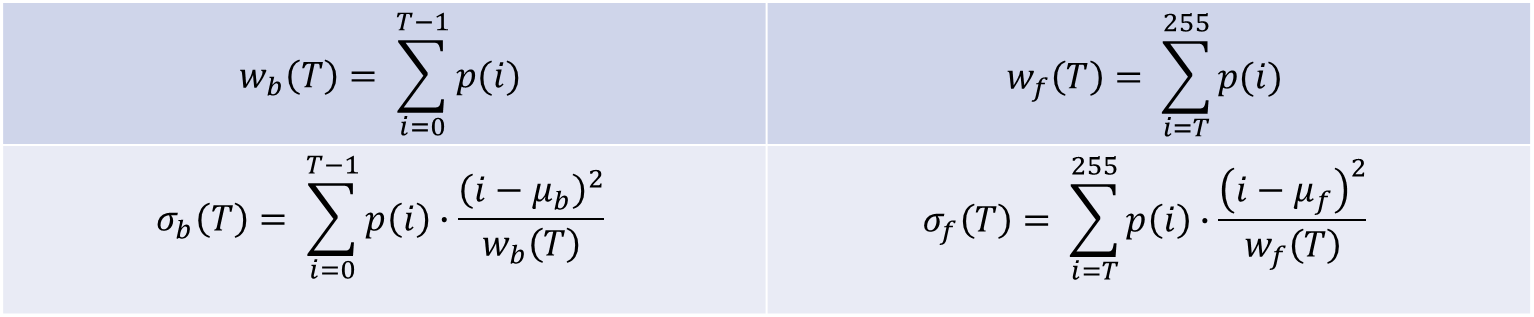 w_b(T) = \sum_{i=0}^{T-1} p(i)
w_f(T) = \sum_{i=T}^{255} p(i)
σ_b(T) = \sum_{i=0}^{T-1} p(i) · \frac{(i − μ_b)^2}{w_b(T)}
σ_f(T) = \sum_{i=T}^{255} p(i) · \frac{(i − μ_f)^2}{w_f(T)}